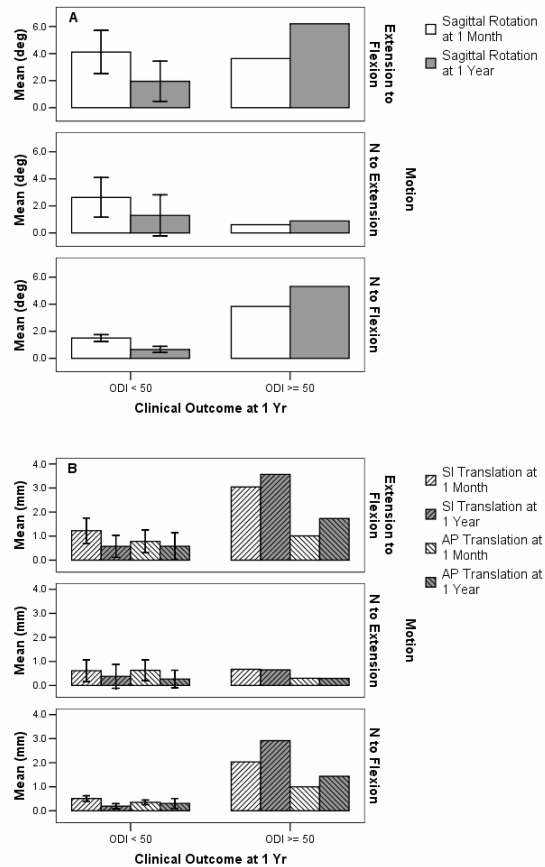 A
Mean (deg)
6.0
4.0
2.0
0.0
Extension to
Flexion
Mean (deg)
6.0
4.0
2.0
0.0
N to Extension
Mean (deg)
6.0
4.0
2.0
0.0
N to Flexion
Motion
ODI < 50
ODI >= 50
Clinical Outcome at 1 Yr
Sagittal Rotation
at 1 Month
Sagittal Rotation
at 1 Year
B
Mean (mm)
4.0
3.0
2.0
1.0
0.0
Extension to
Flexion
Mean (mm)
4.0
3.0
2.0
1.0
0.0
N to Extension
Mean (mm)
4.0
3.0
2.0
1.0
0.0
N to Flexion
Motion
ODI < 50
ODI >= 50
Clinical Outcome at 1 Yr
SI Translation at
1 Month
SI Translation at
1 Year
AP Translation at
1 Month
AP Translation at
1 Year